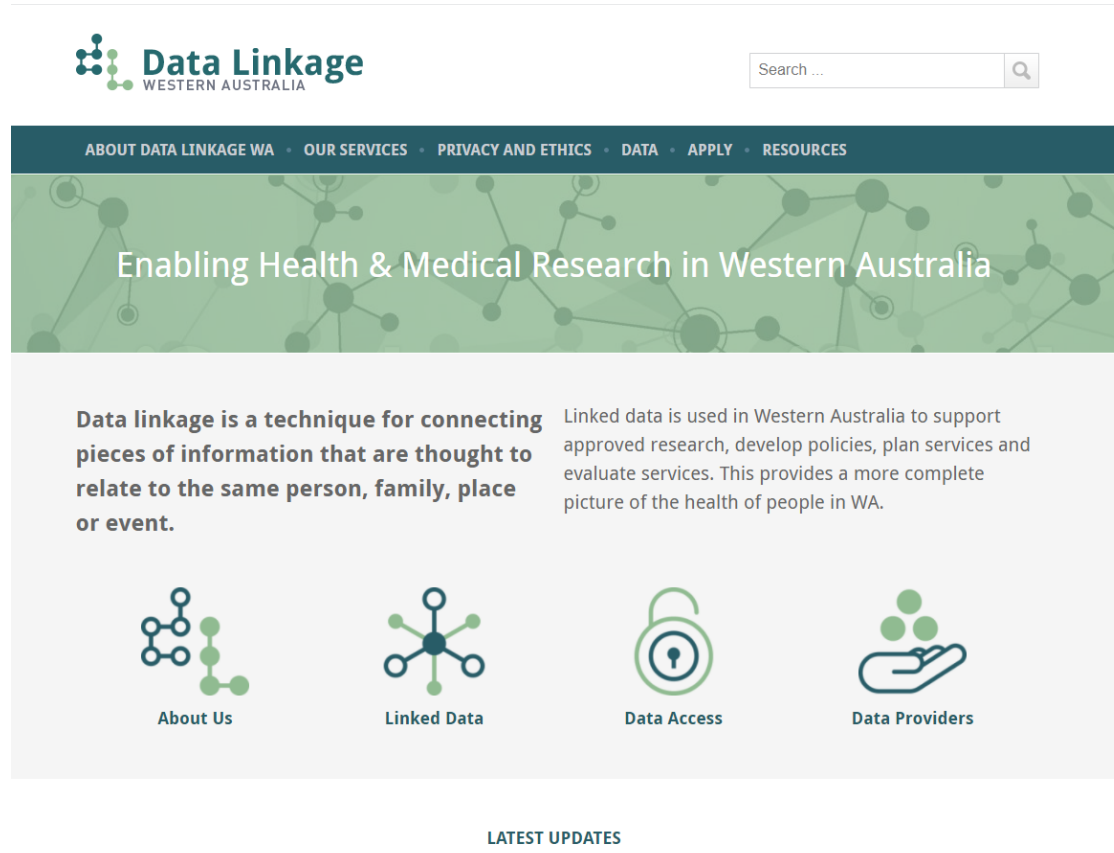 Data Linkage
WESTERN AUSTRALIA
Search ...
ABOUT DATA LINKAGE WA • OUR SERVICES • PRIVACY AND ETHICS • DATA • APPLY • RESOURCES
Enabling Health & Medical Research in Western Australia
Data linkage is a technique for connecting
pieces of information that are thought to
relate to the same person, family, place
or event.
Linked data is used in Western Australia to support
approved research, develop policies, plan services and
evaluate services. This provides a more complete
picture of the health of people in WA.
About Us
Linked Data
Data Access
Data Providers
LATEST UPDATES